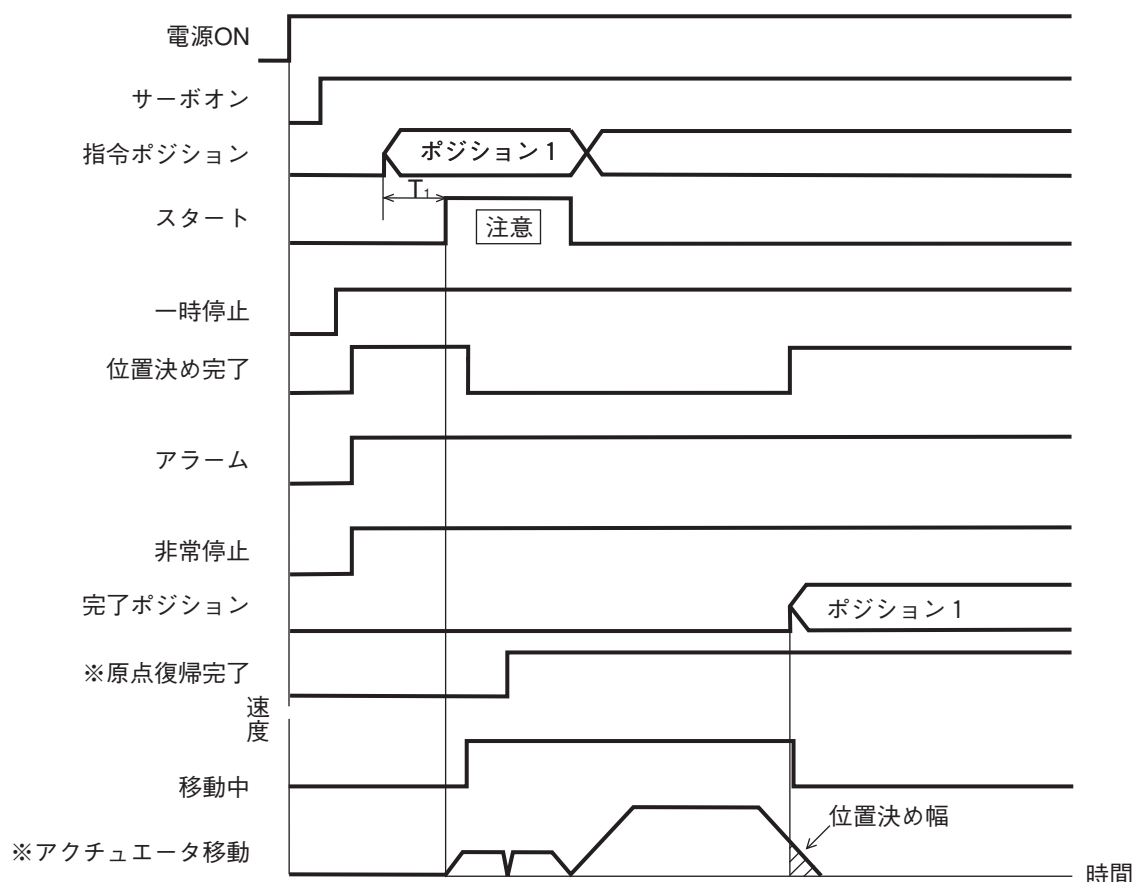 電源ON
サーボオン
指令ポジション
ポジション1
T1
スタート
注意
一時停止
位置決め完了
アラーム
非常停止
完了ポジション
ポジション1
※原点復帰完了
速度
移動中
位置決め幅
※アクチュエータ移動
時間